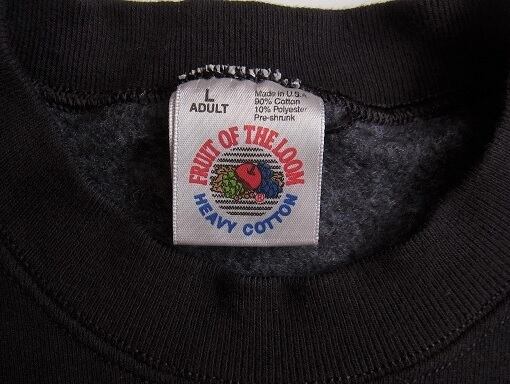 L
ADULT
Made in U.S.A
90% Cotton
10% Polyester
Pre-shrunk
FRUIT OF THE LOOM
HEAVY COTTON
®